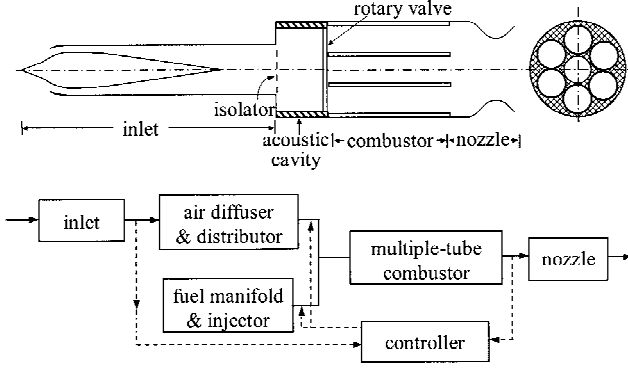 rotary valve
isolator
inlet
acoustic
cavity
combustor
nozzle
inlet
air diffuser
& distributor
multiple-tube
combustor
nozzle
fuel manifold
& injector
controller